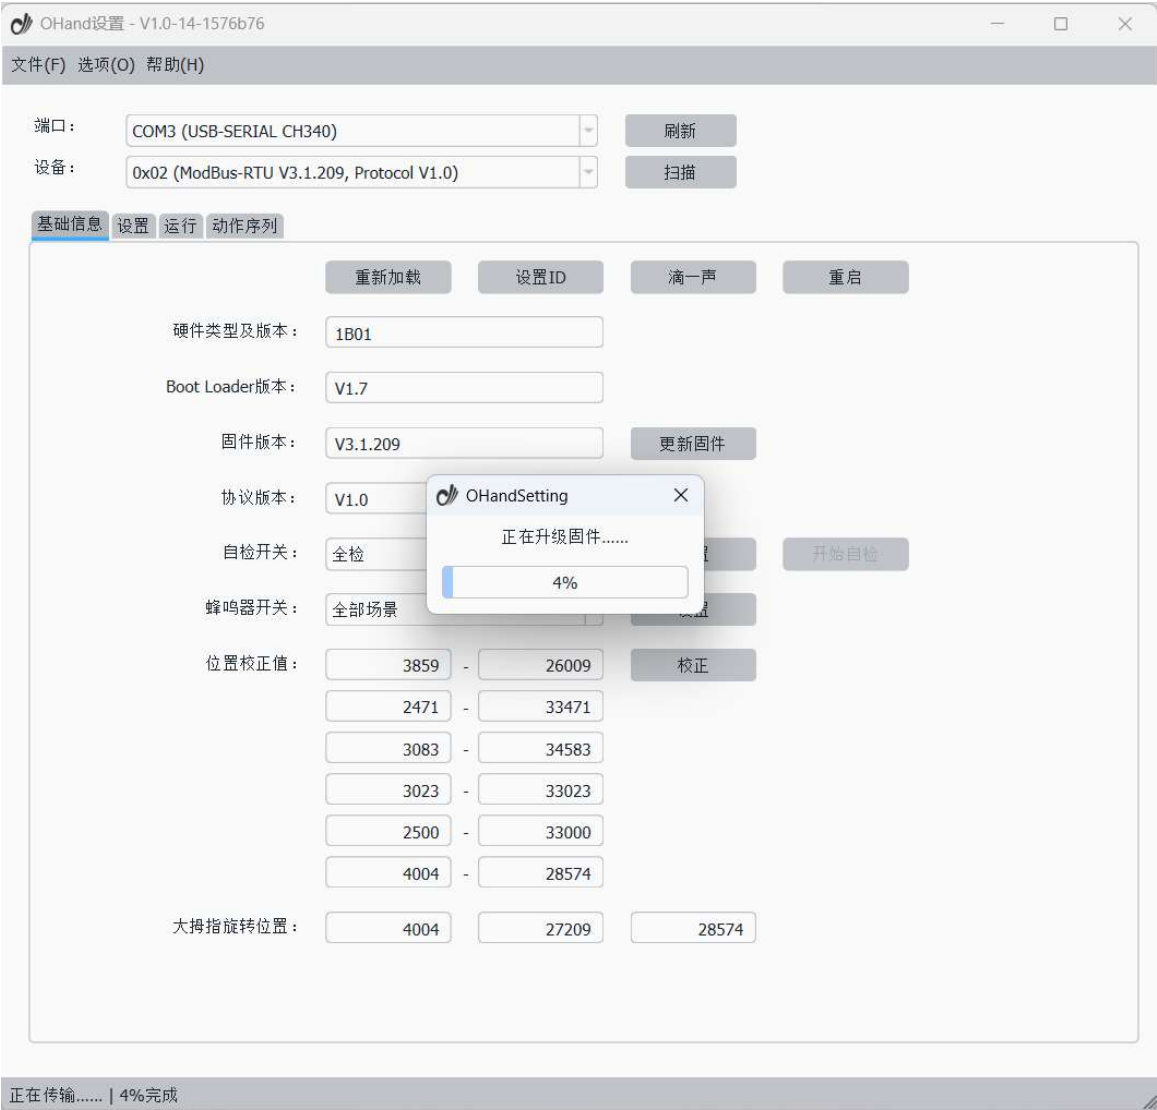 OHand设置 - V1.0-14-1576b76
文件(F) 选项(O) 帮助(H)
端口： COM3 (USB-SERIAL CH340) 刷新
设备： 0x02 (ModBus-RTU V3.1.209, Protocol V1.0) 扫描
基础信息 设置 运行 动作序列
重新加载 设置ID 滴一声 重启
硬件类型及版本： 1B01
Boot Loader版本： V1.7
固件版本： V3.1.209 更新固件
协议版本： V1.0
OHandSetting
正在升级固件......
4%
自检开关： 全检 置 开始自检
蜂鸣器开关： 全部场景 设置
位置校正值： 3859 - 26009 校正
2471 - 33471
3083 - 34583
3023 - 33023
2500 - 33000
4004 - 28574
大拇指旋转位置： 4004 27209 28574
正在传输...... | 4%完成